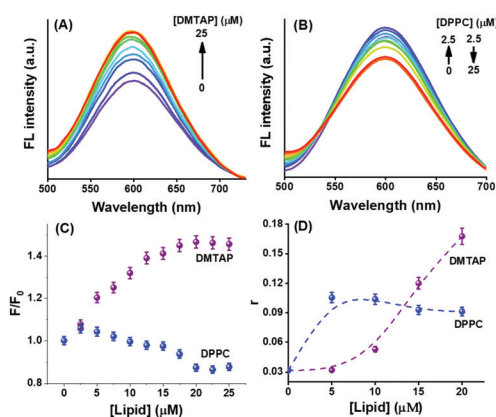 (A)
[DMTAP] (μM)
25
0
FL intensity (a.u.)
500 550 600 650 700
Wavelength (nm)
(B)
[DPPC] (μM)
2.5 2.5
0 25
FL intensity (a.u.)
500 550 600 650 700
Wavelength (nm)
(C)
DMTAP
DPPC
F/F0
1.4
1.2
1.0
0.8
0 5 10 15 20 25
[Lipid] (μM)
(D)
DMTAP
DPPC
r
0.18
0.15
0.12
0.09
0.06
0.03
0 5 10 15 20
[Lipid] (μM)